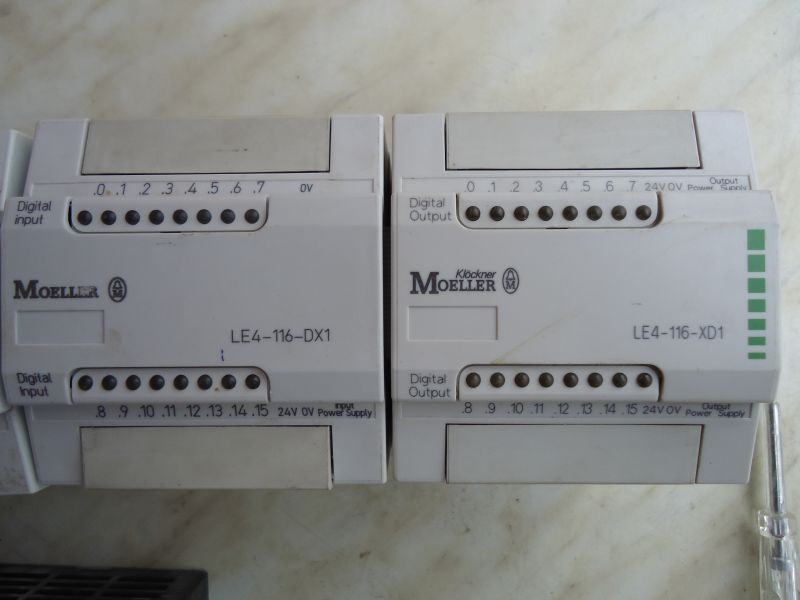 .0 .1 .2 .3 .4 .5 .6 .7 0V
Digital
input
MOELLER
LE4-116-DX1
Digital
Input
.8 .9 .10 .11 .12 .13 .14 .15 24V 0V Input
Power Supply
.0 .1 .2 .3 .4 .5 .6 .7 24V 0V Output
Power Supply
Digital
Output
Klöckner
MOELLER
LE4-116-XD1
Digital
Output
.8 .9 .10 .11 .12 .13 .14 .15 24V 0V Output
Power Supply